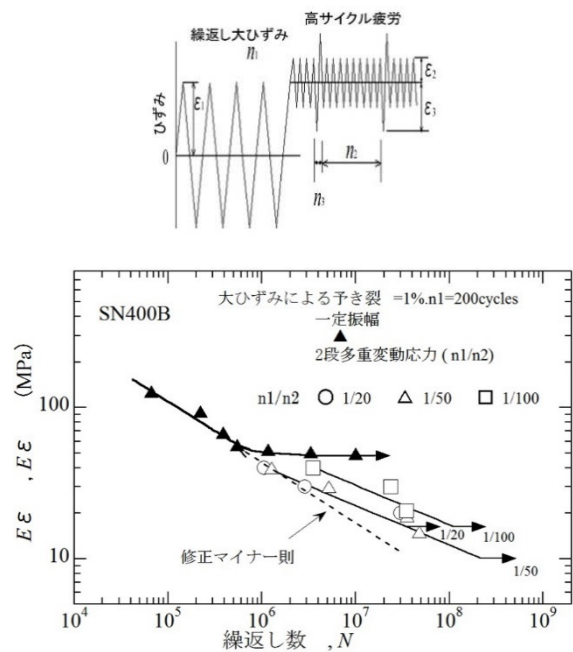 高サイクル疲労
繰返し大ひずみ
n1
ひずみ
ε1
ε2
ε3
0
n2
n3
SN400B
大ひずみによる予き裂 =1%.n1=200cycles
一定振幅
▲
2段多重変動応力 ( n1/n2 )
n1/n2 ○ 1/20 △ 1/50 □ 1/100
Eε , Eε (MPa)
100
10
修正マイナー則
1/20
1/100
1/50
10^4 10^5 10^6 10^7 10^8 10^9
繰返し数 , N